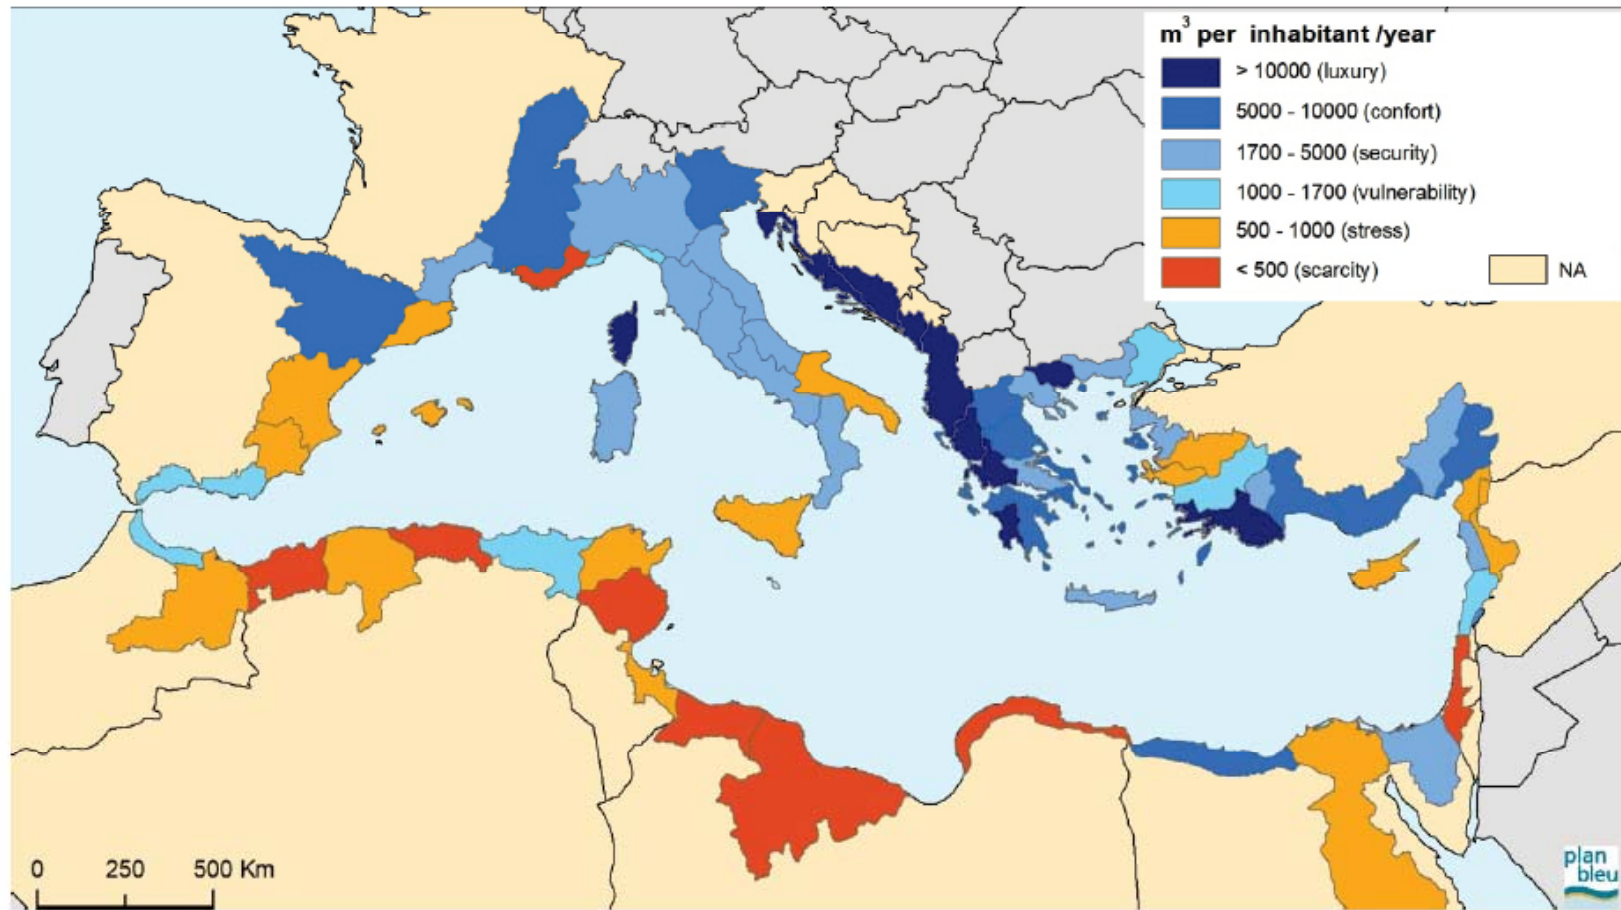 m³ per inhabitant /year
> 10000 (luxury)
5000 - 10000 (confort)
1700 - 5000 (security)
1000 - 1700 (vulnerability)
500 - 1000 (stress)
< 500 (scarcity)
NA
0 250 500 Km
plan
bleu